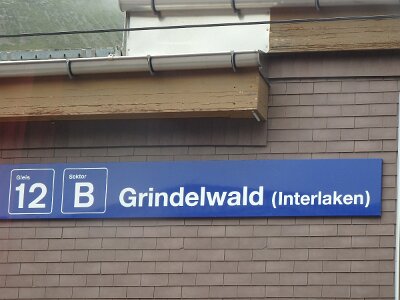 Gleis Sektor
12 B Grindelwald (Interlaken)